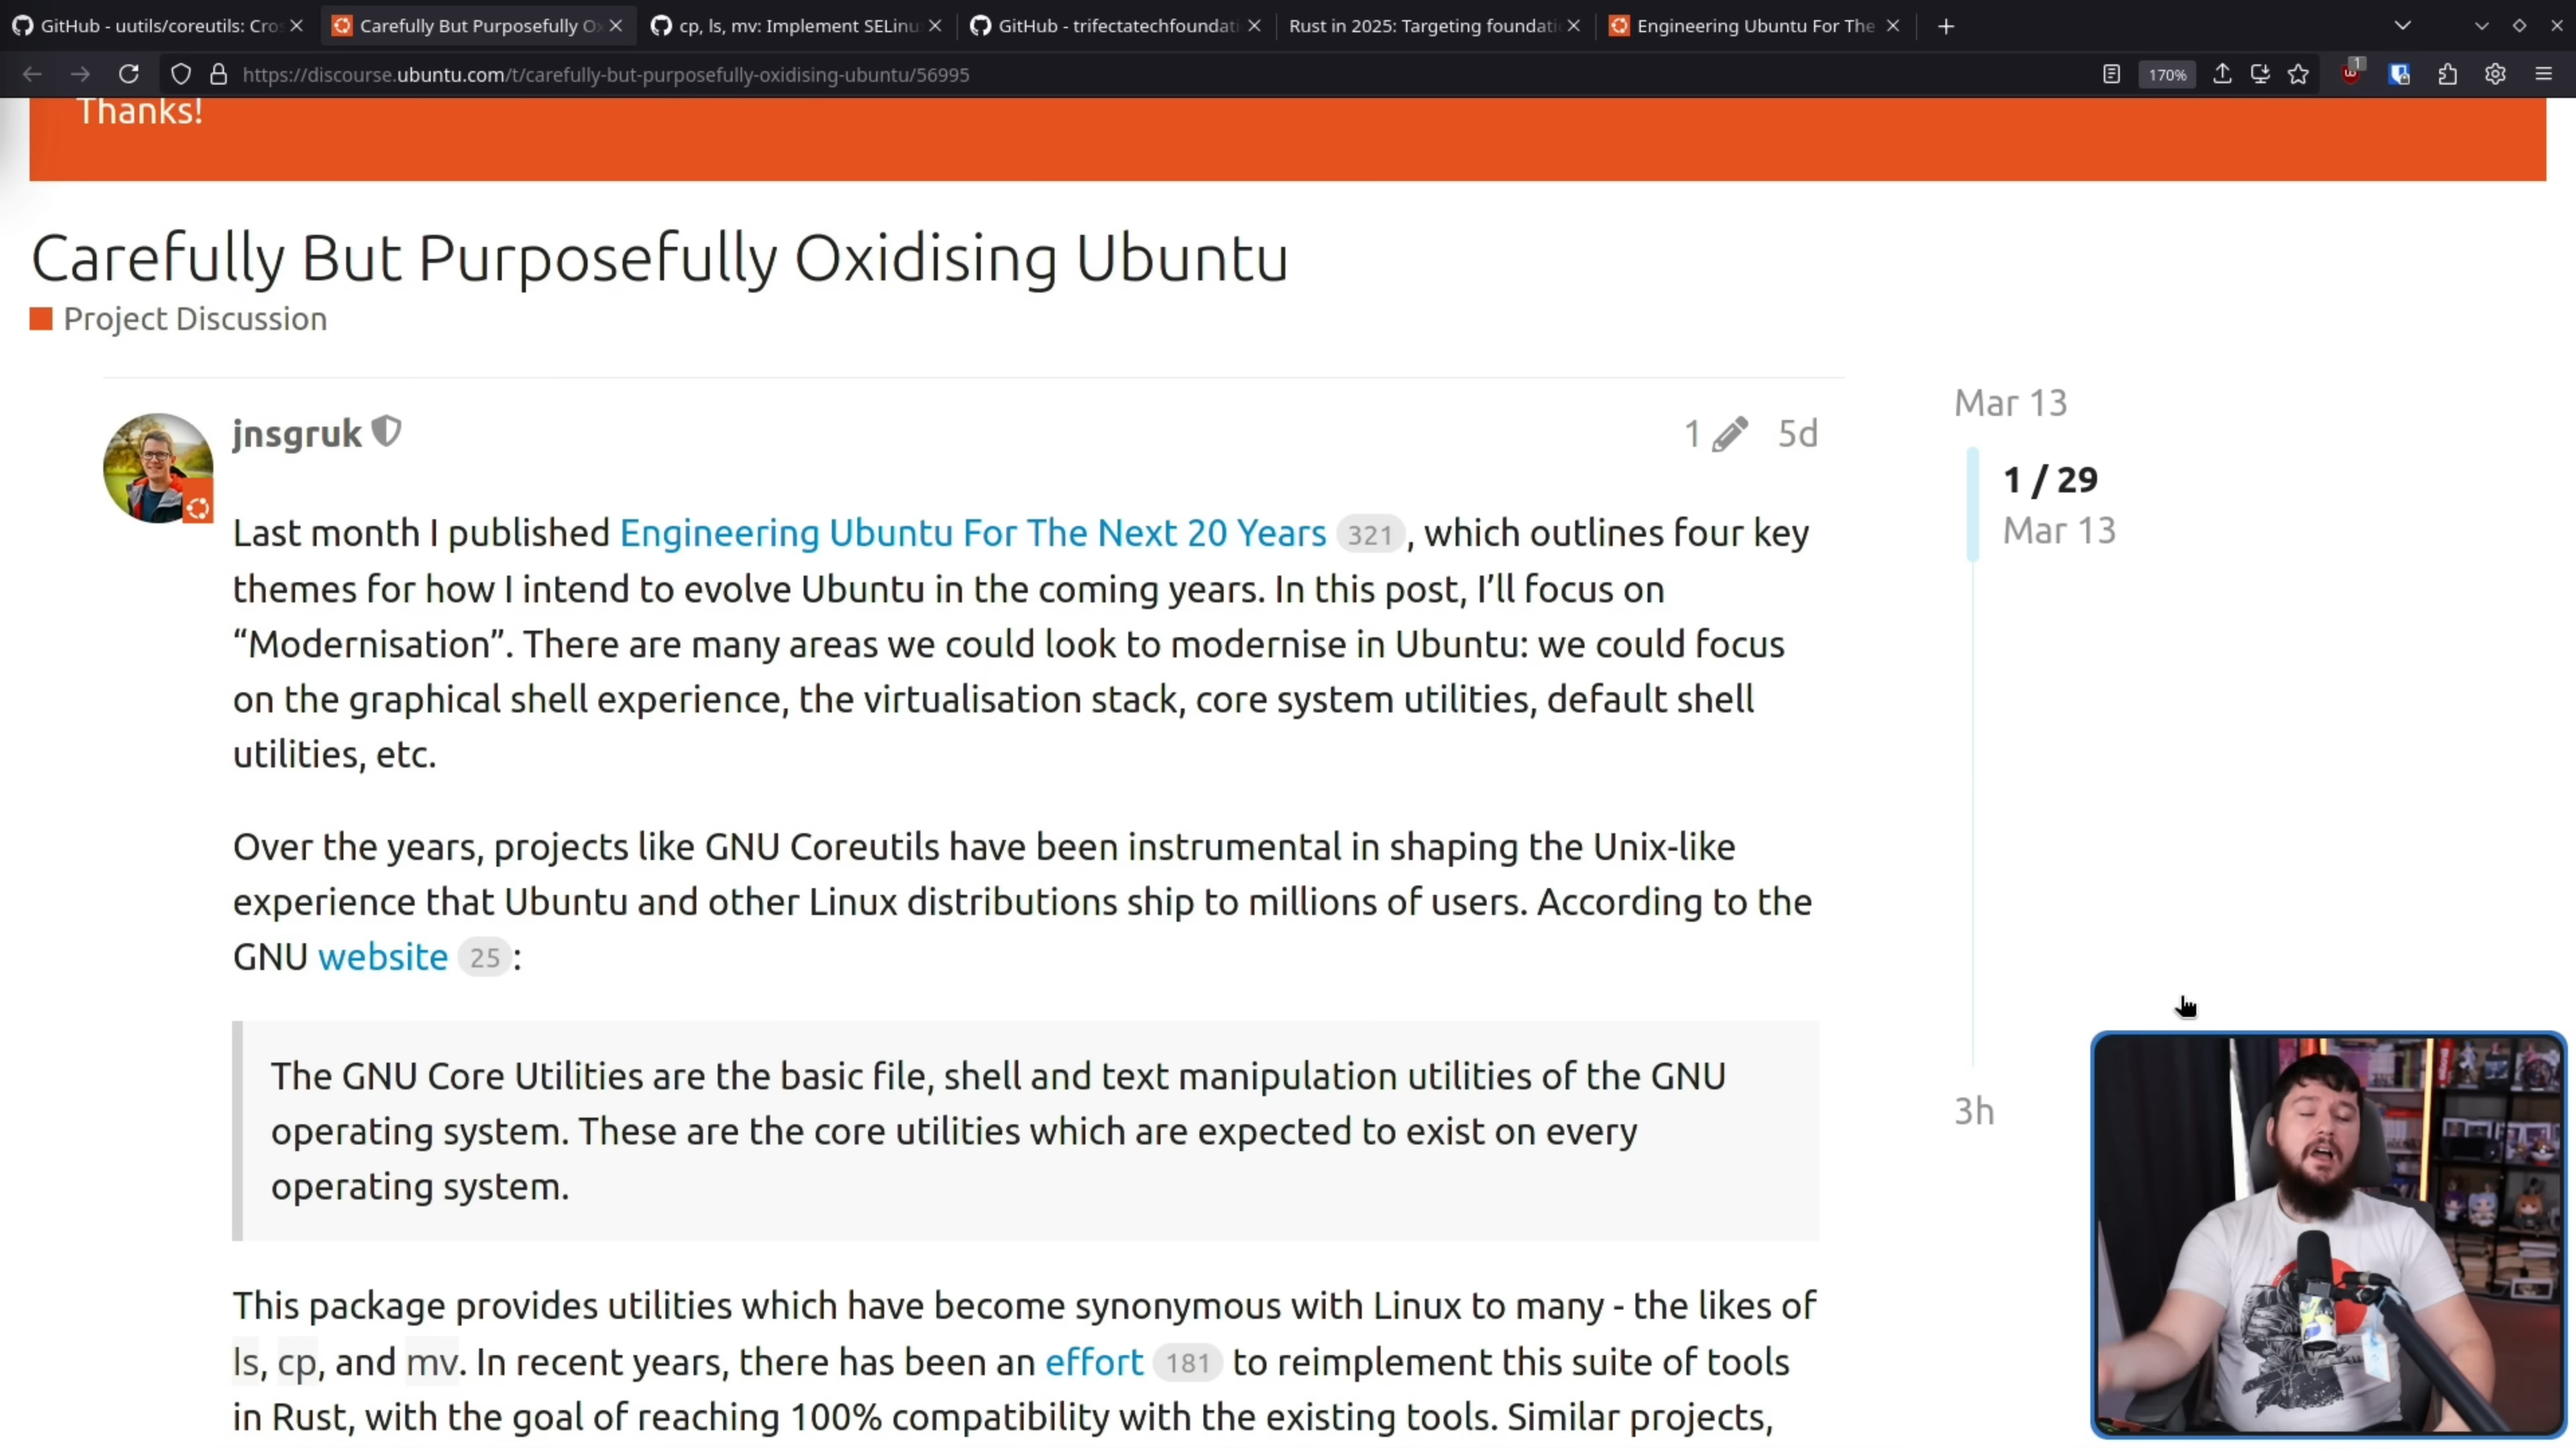 GitHub - uutils/coreutils: Cro
Carefully But Purposefully O
cp, ls, mv: Implement SELinu
GitHub - trifectatechfoundati
Rust in 2025: Targeting foundati
Engineering Ubuntu For The
https://discourse.ubuntu.com/t/carefully-but-purposefully-oxidising-ubuntu/56995
170%
1
Thanks!
Carefully But Purposefully Oxidising Ubuntu
Project Discussion
jnsgruk
1
5d
Last month I published Engineering Ubuntu For The Next 20 Years 321, which outlines four key
themes for how I intend to evolve Ubuntu in the coming years. In this post, I’ll focus on
“Modernisation”. There are many areas we could look to modernise in Ubuntu: we could focus
on the graphical shell experience, the virtualisation stack, core system utilities, default shell
utilities, etc.
Over the years, projects like GNU Coreutils have been instrumental in shaping the Unix-like
experience that Ubuntu and other Linux distributions ship to millions of users. According to the
GNU website 25:
The GNU Core Utilities are the basic file, shell and text manipulation utilities of the GNU
operating system. These are the core utilities which are expected to exist on every
operating system.
This package provides utilities which have become synonymous with Linux to many - the likes of
ls, cp, and mv. In recent years, there has been an effort 181 to reimplement this suite of tools
in Rust, with the goal of reaching 100% compatibility with the existing tools. Similar projects,
Mar 13
1 / 29
Mar 13
3h